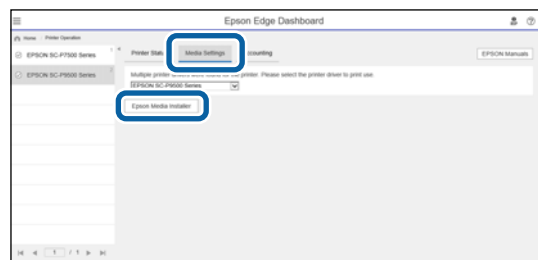 Epson Edge Dashboard
Home Printer Operation
EPSON SC-P7500 Series
EPSON SC-P9500 Series
Printer Stat
Media Settings
ccounting
EPSON Manuals
Multiple printer drivers were found for the printer. Please select the printer driver to print use.
EPSON SC-P9500 Series
Epson Media Installer
1 / 1